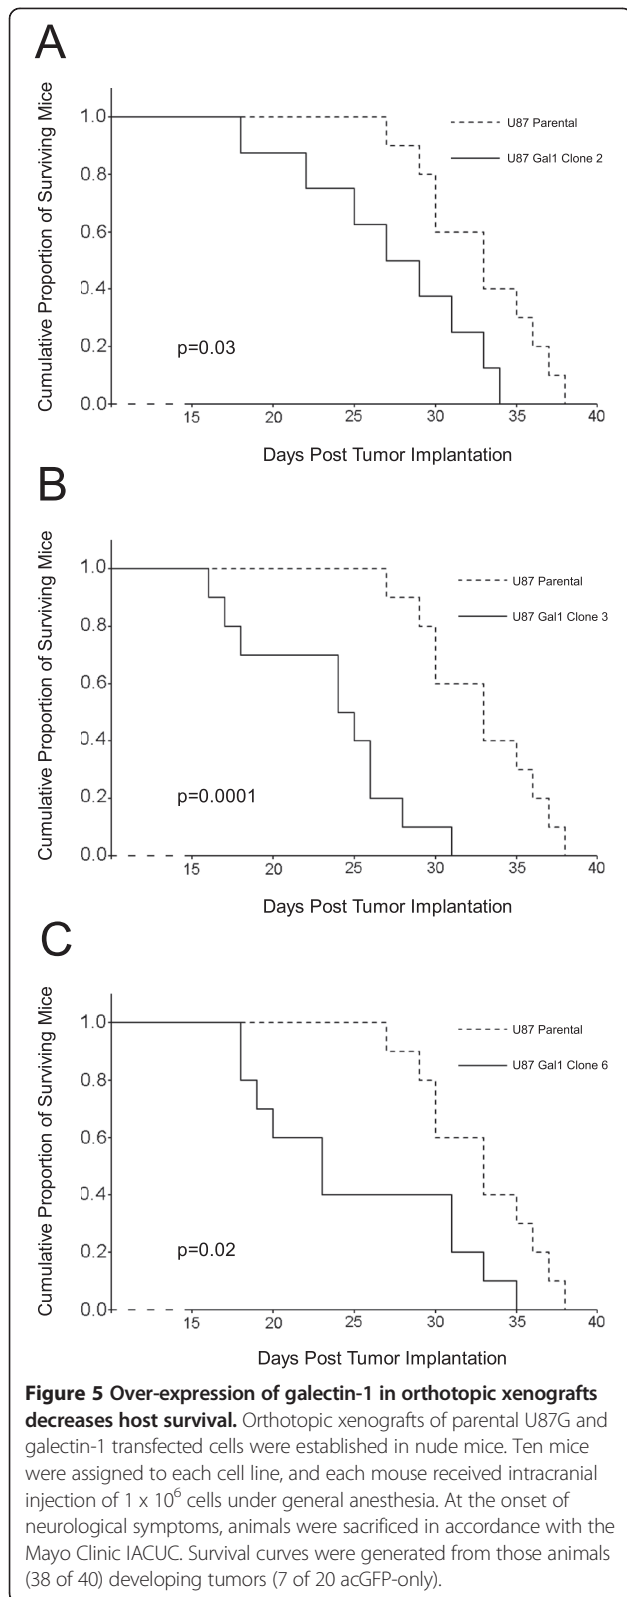 A
Cumulative Proportion of Surviving Mice
1.0
0.8
0.6
0.4
0.2
0.0
U87 Parental
U87 Gal1 Clone 2
p=0.03
15 20 25 30 35 40
Days Post Tumor Implantation
B
Cumulative Proportion of Surviving Mice
1.0
0.8
0.6
0.4
0.2
0.0
U87 Parental
U87 Gal1 Clone 3
p=0.0001
15 20 25 30 35 40
Days Post Tumor Implantation
C
Cumulative Proportion of Surviving Mice
1.0
0.8
0.6
0.4
0.2
0.0
U87 Parental
U87 Gal1 Clone 6
p=0.02
15 20 25 30 35 40
Days Post Tumor Implantation
Figure 5 Over-expression of galectin-1 in orthotopic xenografts
decreases host survival. Orthotopic xenografts of parental U87G and
galectin-1 transfected cells were established in nude mice. Ten mice
were assigned to each cell line, and each mouse received intracranial
injection of 1 x 10⁶ cells under general anesthesia. At the onset of
neurological symptoms, animals were sacrificed in accordance with the
Mayo Clinic IACUC. Survival curves were generated from those animals
(38 of 40) developing tumors (7 of 20 acGFP-only).